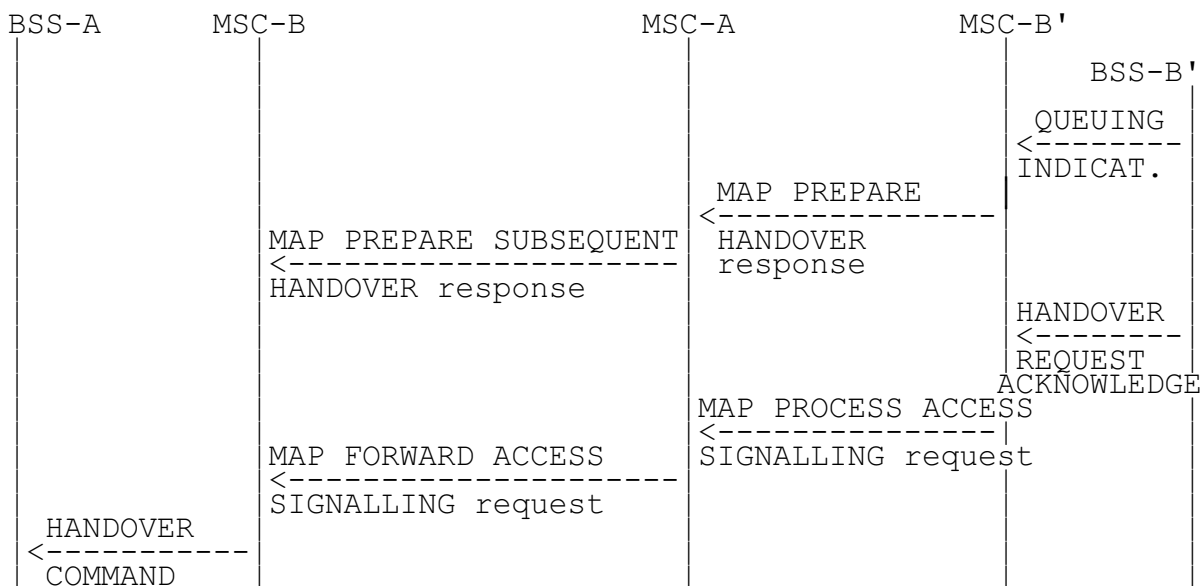 BSS-A MSC-B MSC-A MSC-B'
BSS-B'
QUEUING
INDICAT.
MAP PREPARE
HANDOVER
response
MAP PREPARE SUBSEQUENT
HANDOVER response
HANDOVER
REQUEST
ACKNOWLEDGE
MAP PROCESS ACCESS
SIGNALLING request
MAP FORWARD ACCESS
SIGNALLING request
HANDOVER
COMMAND